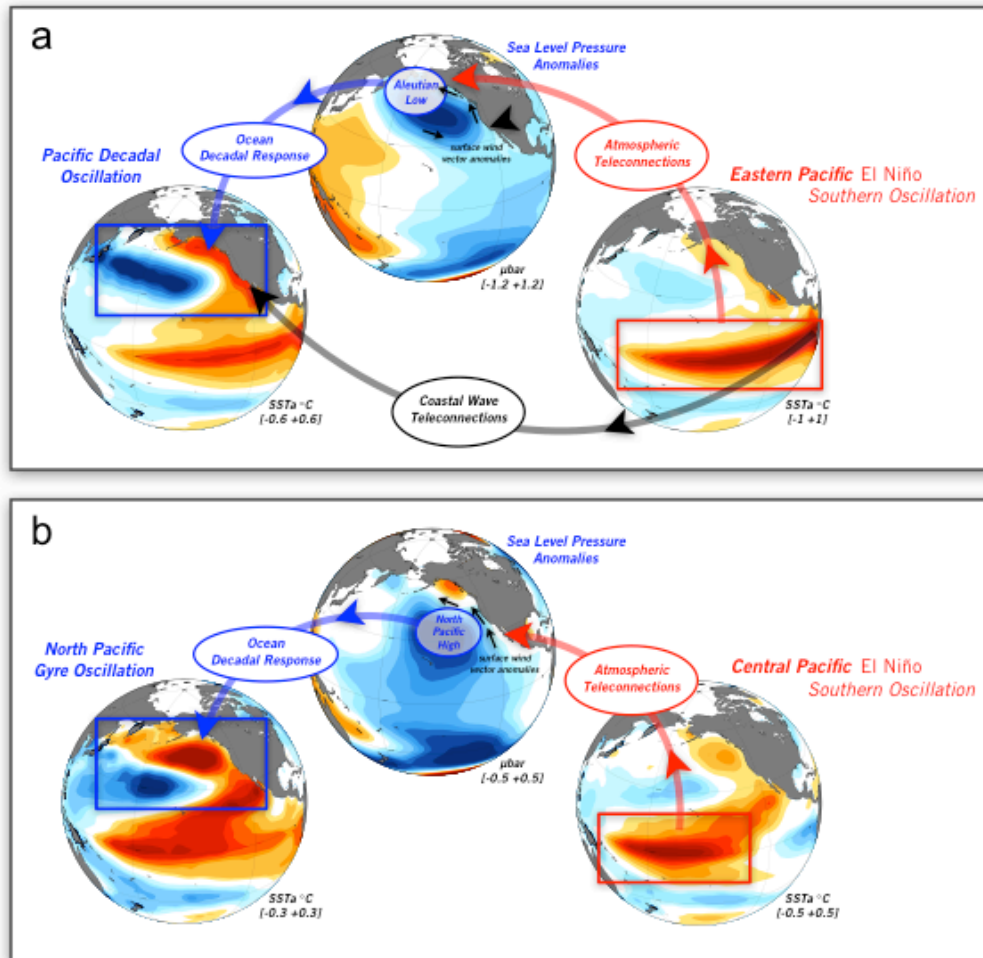 a
Sea Level Pressure
Anomalies
Aleutian
Low
surface wind
vector anomalies
Ocean
Decadal Response
Atmospheric
Teleconnections
Pacific Decadal
Oscillation
Eastern Pacific El Niño
Southern Oscillation
µbar
[-1.2 +1.2]
Coastal Wave
Teleconnections
SSTa °C
[-0.6 +0.6]
SSTa °C
[-1 +1]
b
Sea Level Pressure
Anomalies
North
Pacific
High
surface wind
vector anomalies
Ocean
Decadal Response
Atmospheric
Teleconnections
North Pacific
Gyre Oscillation
Central Pacific El Niño
Southern Oscillation
µbar
[-0.5 +0.5]
SSTa °C
[-0.3 +0.3]
SSTa °C
[-0.5 +0.5]